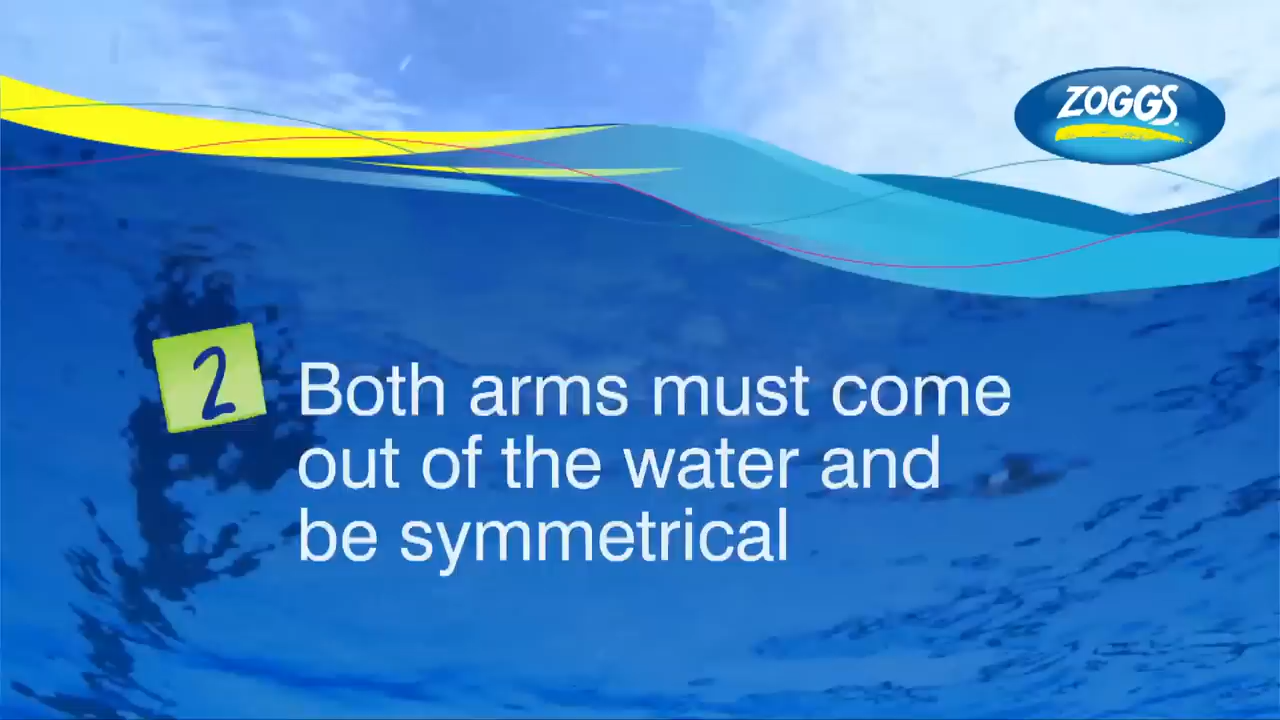 ZOGGS
2
Both arms must come
out of the water and
be symmetrical